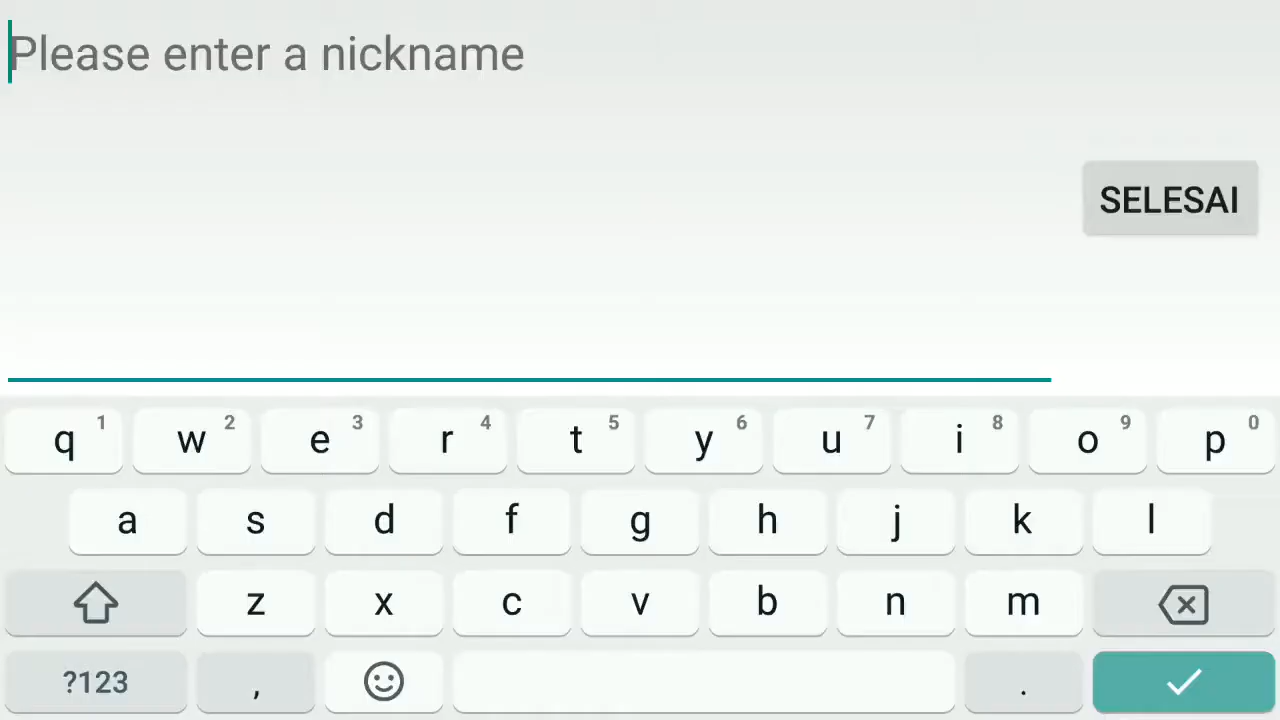 Please enter a nickname
SELESAI
q 1 w 2 e 3 r 4 t 5 y 6 u 7 i 8 o 9 p 0
a s d f g h j k l
z x c v b n m
?123 , .